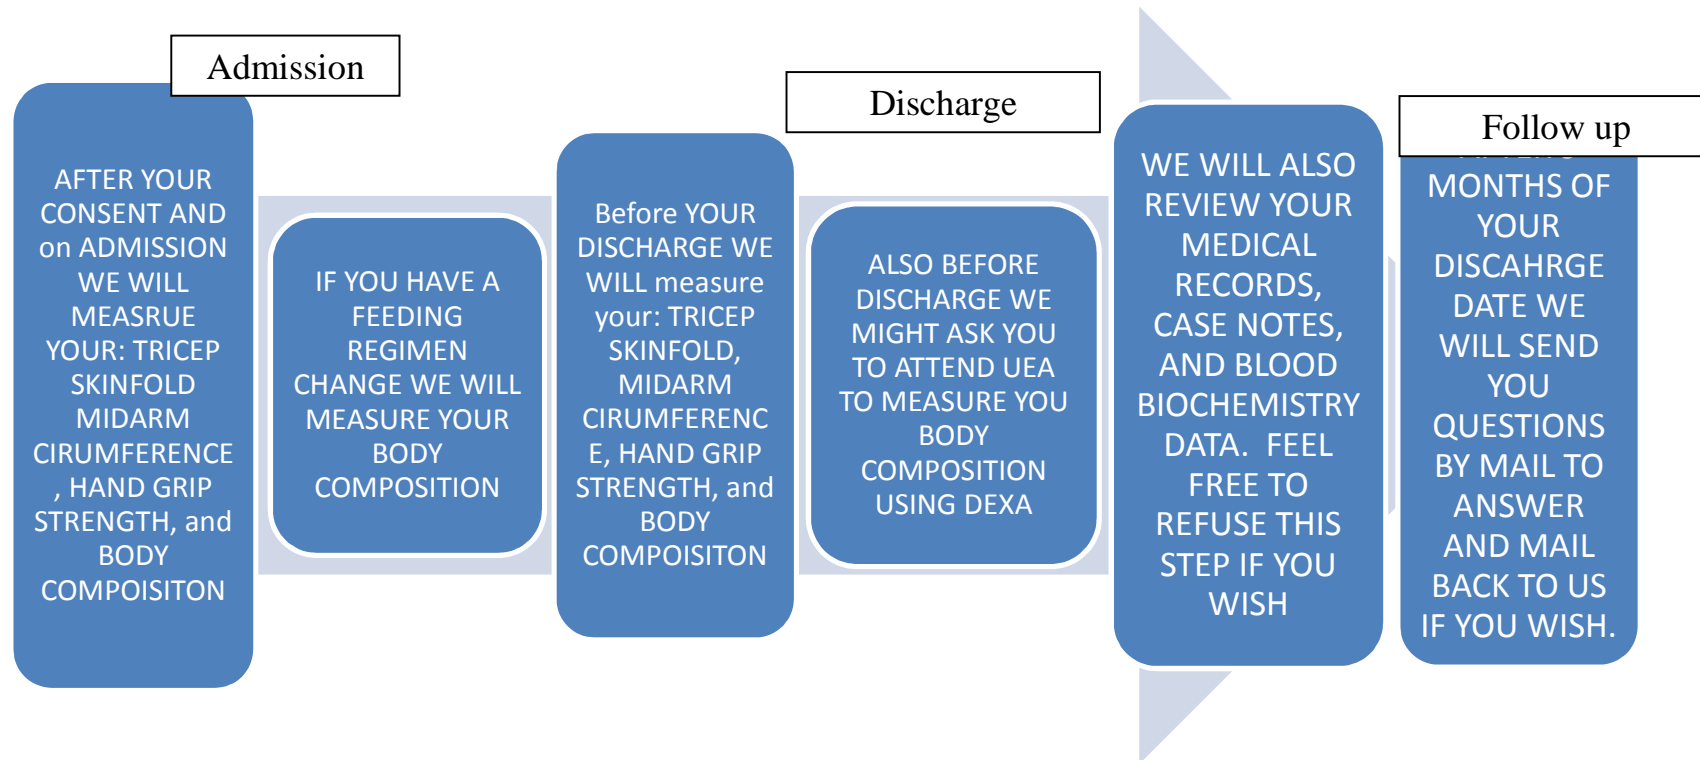 Admission
AFTER YOUR
CONSENT AND
on ADMISSION
WE WILL
MEASRUE
YOUR: TRICEP
SKINFOLD
MIDARM
CIRUMFERENCE
, HAND GRIP
STRENGTH, and
BODY
COMPOISITON
IF YOU HAVE A
FEEDING
REGIMEN
CHANGE WE WILL
MEASURE YOUR
BODY
COMPOSITION
Before YOUR
DISCHARGE WE
WILL measure
your: TRICEP
SKINFOLD,
MIDARM
CIRUMFERENC
E, HAND GRIP
STRENGTH, and
BODY
COMPOISITON
Discharge
ALSO BEFORE
DISCHARGE WE
MIGHT ASK YOU
TO ATTEND UEA
TO MEASURE YOU
BODY
COMPOSITION
USING DEXA
WE WILL ALSO
REVIEW YOUR
MEDICAL
RECORDS,
CASE NOTES,
AND BLOOD
BIOCHEMISTRY
DATA.  FEEL
FREE TO
REFUSE THIS
STEP IF YOU
WISH
Follow up
MONTHS OF
YOUR
DISCAHRGE
DATE WE
WILL SEND
YOU
QUESTIONS
BY MAIL TO
ANSWER
AND MAIL
BACK TO US
IF YOU WISH.